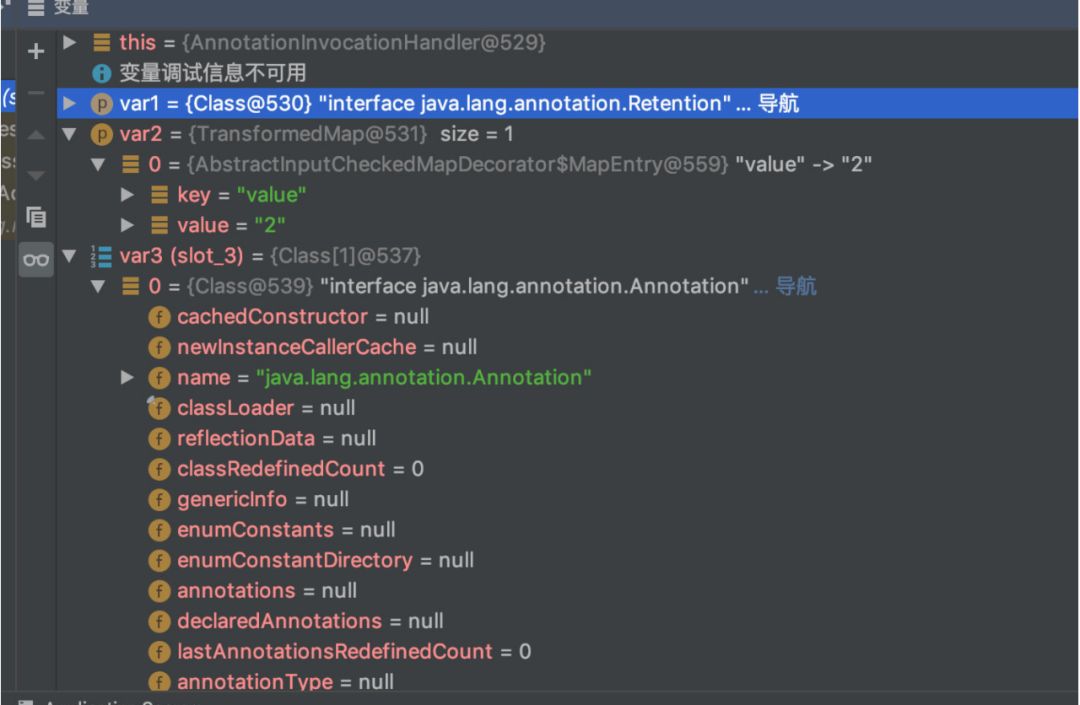 变量
this = {AnnotationInvocationHandler@529}
变量调试信息不可用
var1 = {Class@530} "interface java.lang.annotation.Retention" ... 导航
var2 = {TransformedMap@531} size = 1
0 = {AbstractInputCheckedMapDecorator$MapEntry@559} "value" -> "2"
key = "value"
value = "2"
var3 (slot_3) = {Class[1]@537}
0 = {Class@539} "interface java.lang.annotation.Annotation" ... 导航
cachedConstructor = null
newInstanceCallerCache = null
name = "java.lang.annotation.Annotation"
classLoader = null
reflectionData = null
classRedefinedCount = 0
genericInfo = null
enumConstants = null
enumConstantDirectory = null
annotations = null
declaredAnnotations = null
lastAnnotationsRedefinedCount = 0
annotationType = null